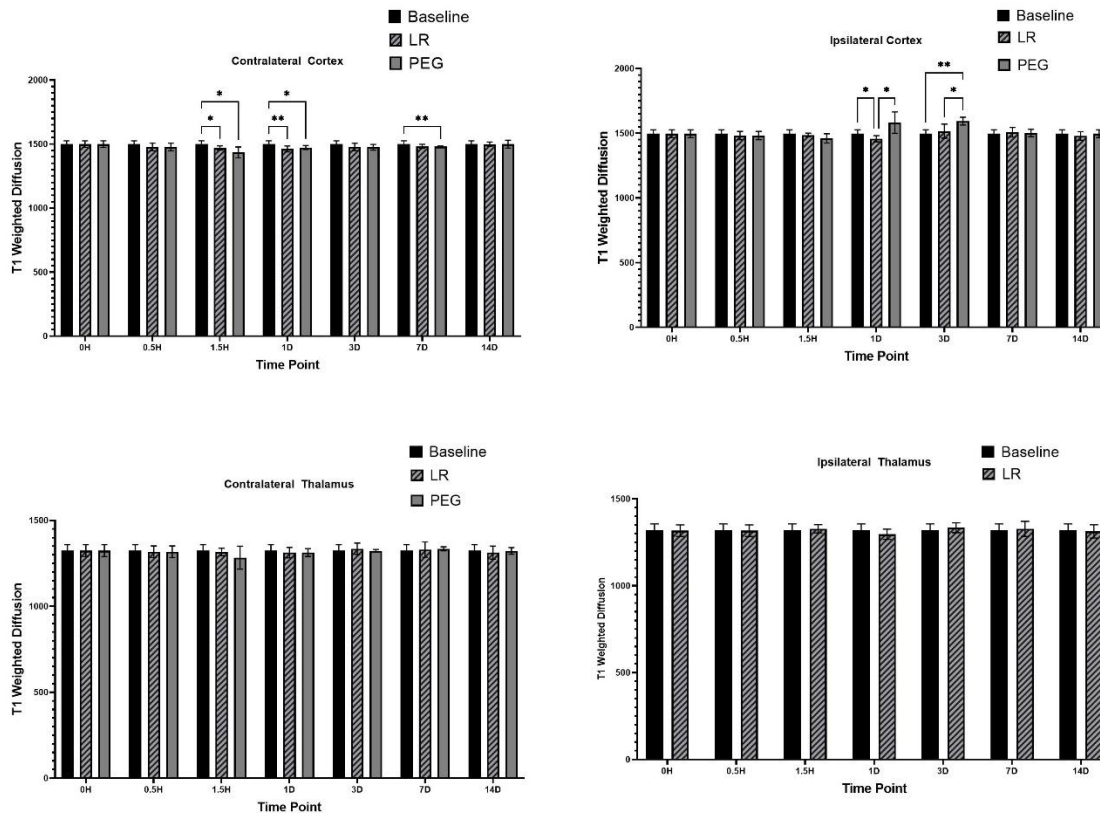 Baseline
LR
PEG
Contralateral Cortex
* *
* **
**
2000
1500
1000
500
0
T1 Weighted Diffusion
0H 0.5H 1.5H 1D 3D 7D 14D
Time Point
Baseline
LR
PEG
Ipsilateral Cortex
**
* * *
2000
1500
1000
500
0
T1 Weighted Diffusion
0H 0.5H 1.5H 1D 3D 7D 14D
Time Point
Baseline
LR
PEG
Contralateral Thalamus
1500
1000
500
0
T1 Weighted Diffusion
0H 0.5H 1.5H 1D 3D 7D 14D
Time Point
Baseline
LR
Ipsilateral Thalamus
1500
1000
500
0
T1 Weighted Diffusion
0H 0.5H 1.5H 1D 3D 7D 14D
Time Point